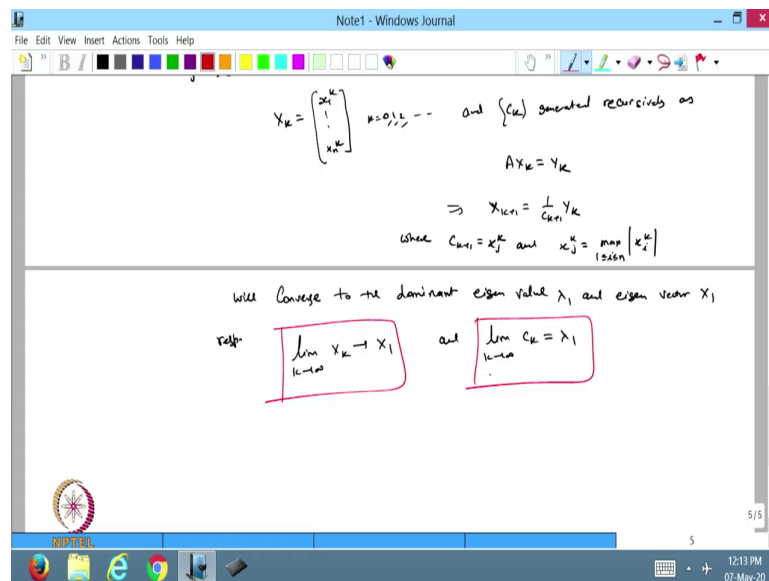 Note1 - Windows Journal
File Edit View Insert Actions Tools Help
X_k = [x_1^k ⋮ x_n^k] k=0,1,2, -- and {C_k} generated recursively as
A X_k = Y_k
⇒ X_{k+1} = 1/C_{k+1} Y_k
where C_{k+1} = x_j^k and x_j^k = max_{1≤i≤n} |x_i^k|
will Converge to the dominant eigen value λ_1 and eigen vector X_1
resp. lim_{k→∞} X_k → X_1 and lim_{k→∞} C_k = λ_1
NPTEL
5/5
5
12:13 PM
07-May-20